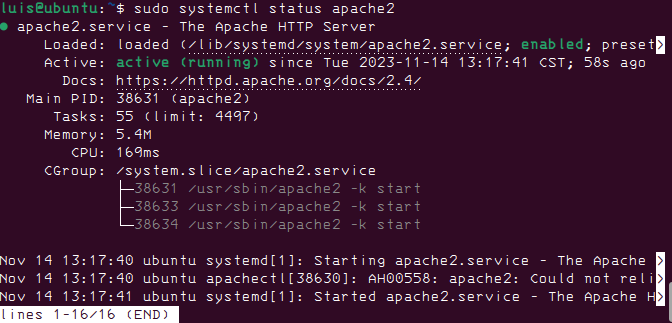 luis@ubuntu:~$ sudo systemctl status apache2
● apache2.service - The Apache HTTP Server
     Loaded: loaded (/lib/systemd/system/apache2.service; enabled; preset>
     Active: active (running) since Tue 2023-11-14 13:17:41 CST; 58s ago
       Docs: https://httpd.apache.org/docs/2.4/
   Main PID: 38631 (apache2)
      Tasks: 55 (limit: 4497)
     Memory: 5.4M
        CPU: 169ms
     CGroup: /system.slice/apache2.service
             ├─38631 /usr/sbin/apache2 -k start
             ├─38633 /usr/sbin/apache2 -k start
             └─38634 /usr/sbin/apache2 -k start
Nov 14 13:17:40 ubuntu systemd[1]: Starting apache2.service - The Apache >
Nov 14 13:17:40 ubuntu apachectl[38630]: AH00558: apache2: Could not reli>
Nov 14 13:17:41 ubuntu systemd[1]: Started apache2.service - The Apache H>
lines 1-16/16 (END)